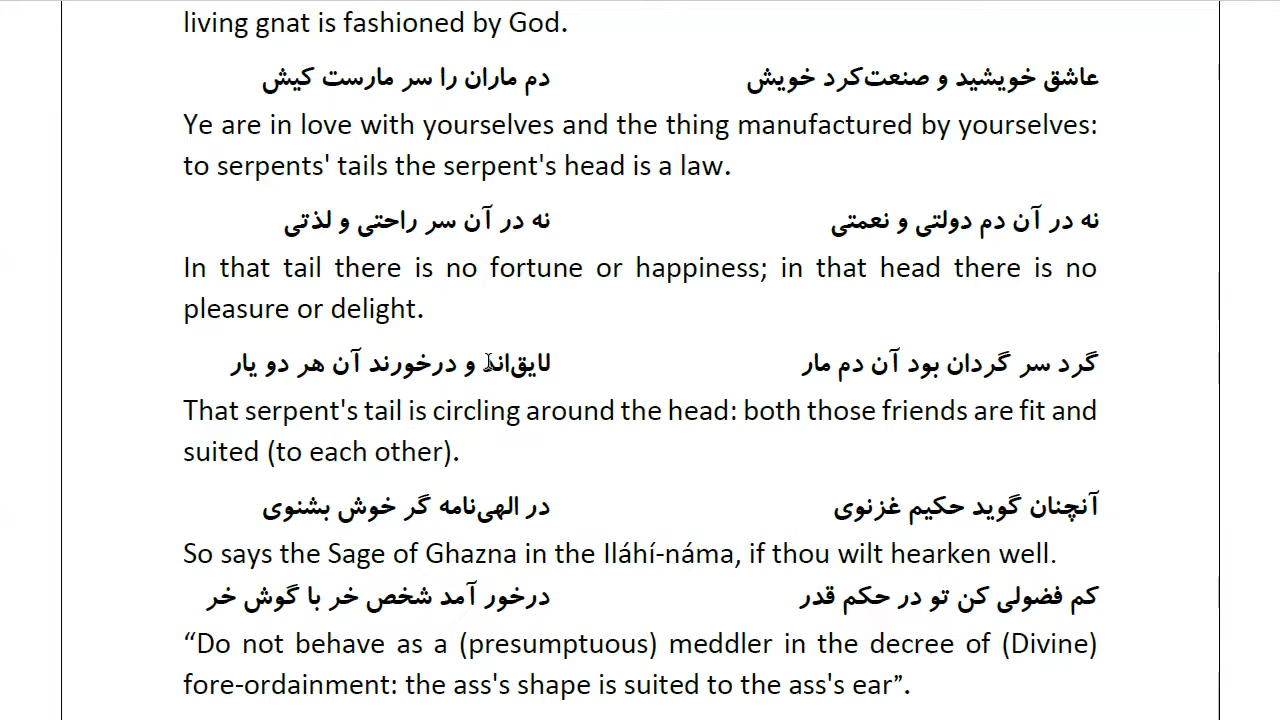 living gnat is fashioned by God.
عاشق خویشید و صنعت‌کرد خویش دم ماران را سر مارست کیش
Ye are in love with yourselves and the thing manufactured by yourselves:
to serpents' tails the serpent's head is a law.
نه در آن دم دولتی و نعمتی نه در آن سر راحتی و لذتی
In that tail there is no fortune or happiness; in that head there is no
pleasure or delight.
گرد سر گردان بود آن دم مار لایق‌اند و درخورند آن هر دو یار
That serpent's tail is circling around the head: both those friends are fit and
suited (to each other).
آنچنان گوید حکیم غزنوی در الهی‌نامه گر خوش بشنوی
So says the Sage of Ghazna in the Iláhí-náma, if thou wilt hearken well.
کم فضولی کن تو در حکم قدر درخور آمد شخص خر با گوش خر
“Do not behave as a (presumptuous) meddler in the decree of (Divine)
fore-ordainment: the ass's shape is suited to the ass's ear”.